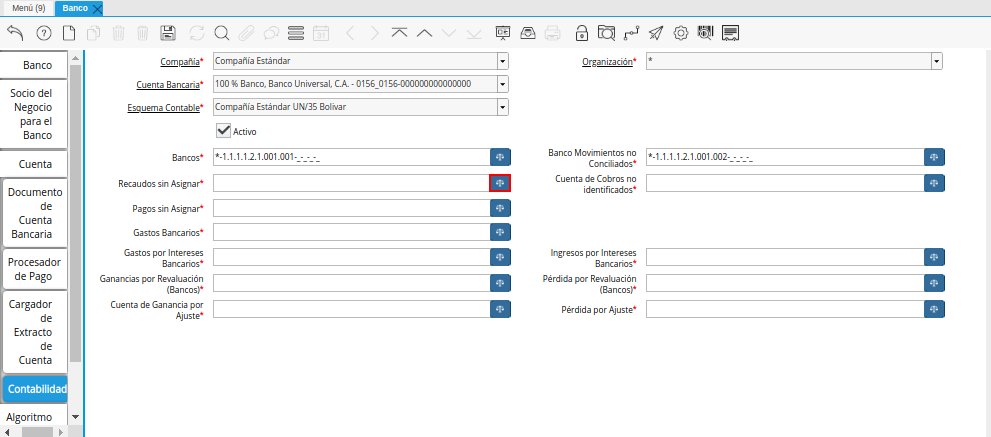 Menú (9)
Banco
Banco
Socio del
Negocio
para el
Banco
Cuenta
Documento
de
Cuenta
Bancaria
Procesador
de Pago
Cargador
de
Extracto
de
Cuenta
Contabilidad
Algoritmo
Compañía*
Compañía Estándar
Organización*
*
Cuenta Bancaria*
100 % Banco, Banco Universal, C.A. - 0156_0156-000000000000000
Esquema Contable*
Compañía Estándar UN/35 Bolivar
Activo
Bancos*
*-1.1.1.1.2.1.001.001-_-_-_-_
Banco Movimientos no
Conciliados*
*-1.1.1.1.2.1.001.002-_-_-_-_
Recaudos sin Asignar*
Cuenta de Cobros no
identificados*
Pagos sin Asignar*
Gastos Bancarios*
Gastos por Intereses
Bancarios*
Ingresos por Intereses
Bancarios*
Ganancias por Revaluación
(Bancos)*
Pérdida por Revaluación
(Bancos)*
Cuenta de Ganancia por
Ajuste*
Pérdida por Ajuste*